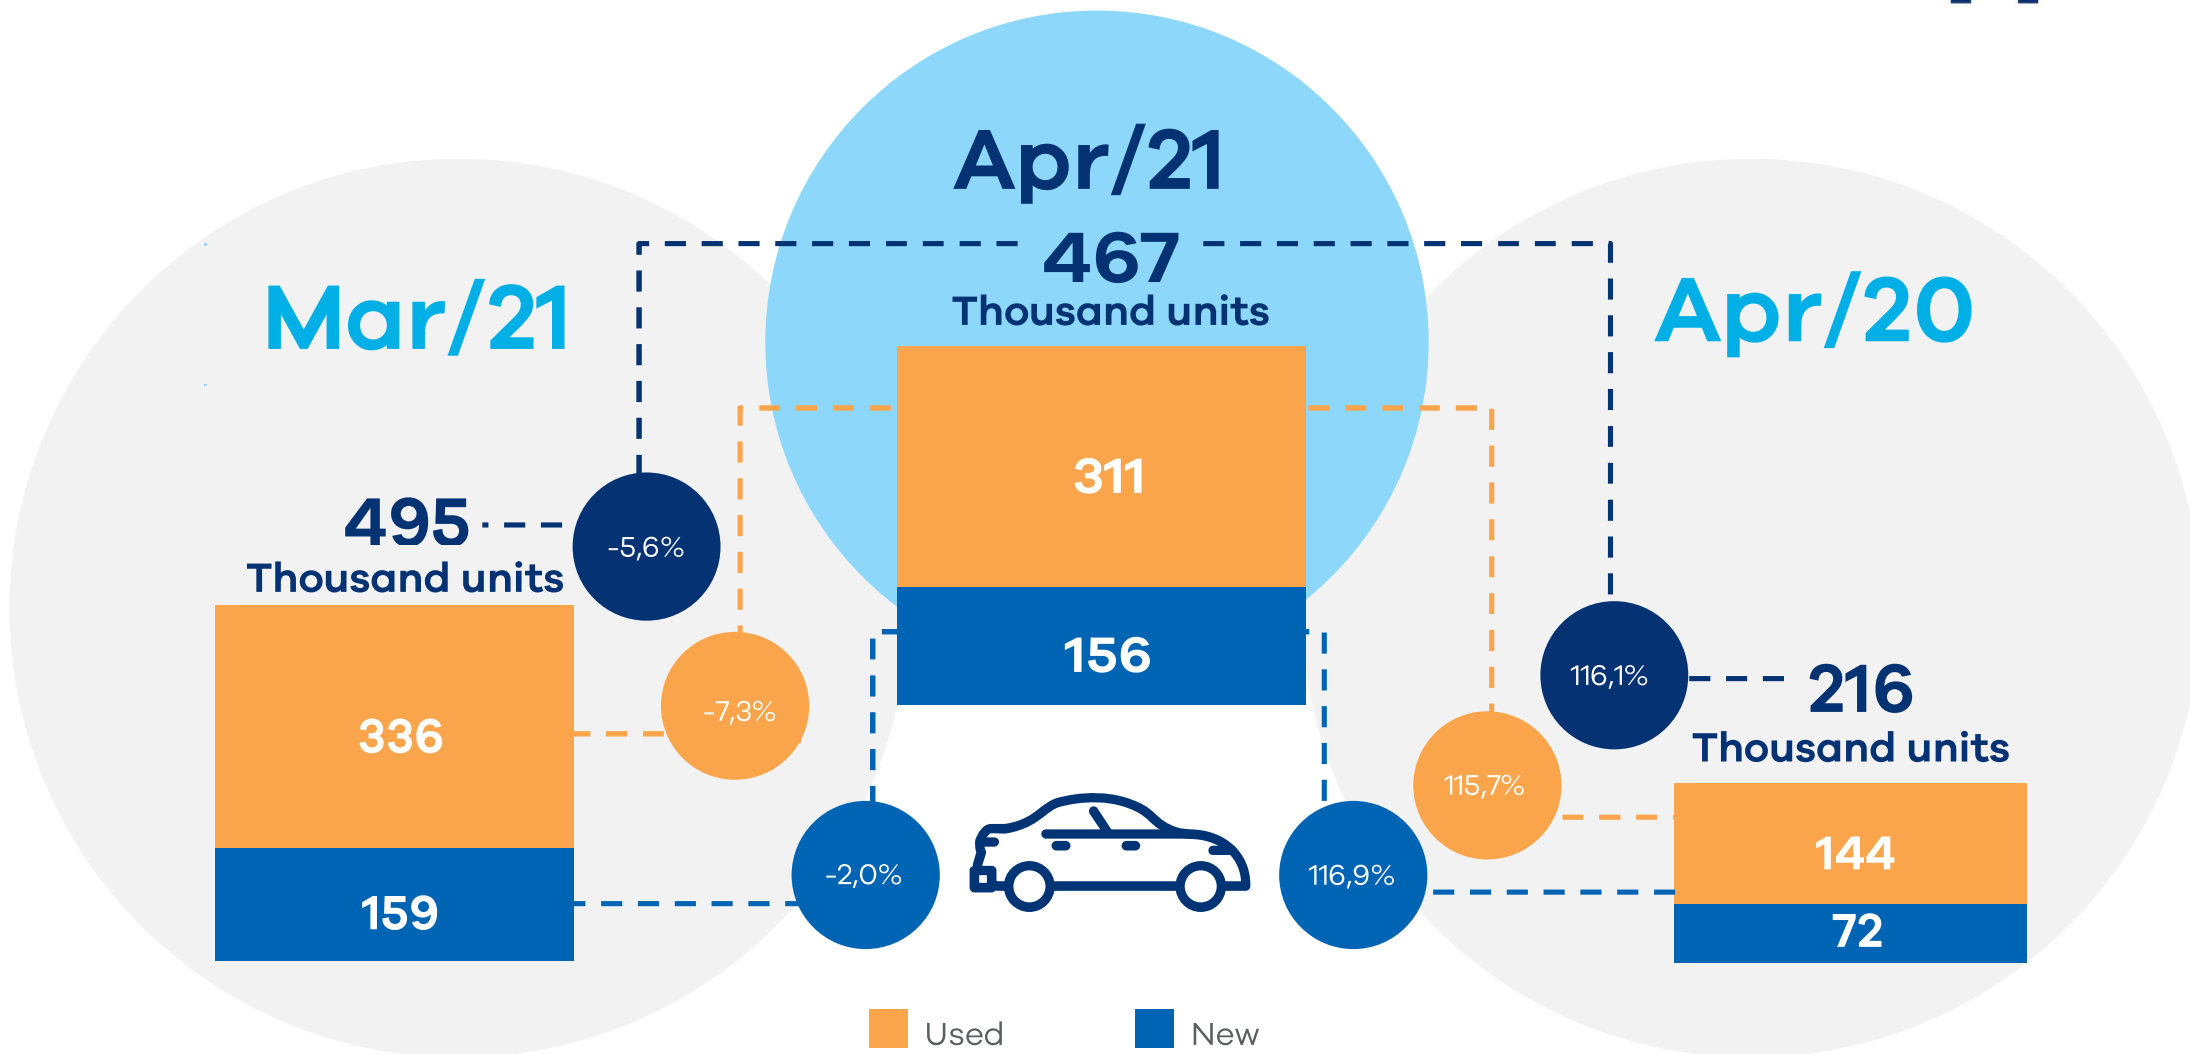 Apr/21
467
Thousand units
311
156
Mar/21
495
Thousand units
336
159
-5,6%
-7,3%
-2,0%
Apr/20
216
Thousand units
144
72
116,1%
115,7%
116,9%
Used
New